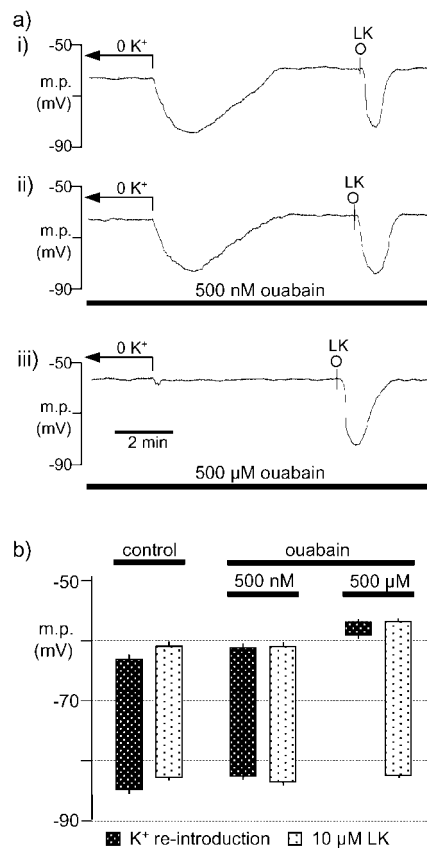 a)
i)
-50
0 K⁺
LK
m.p.
(mV)
-90
ii)
-50
0 K⁺
LK
m.p.
(mV)
-90
500 nM ouabain
iii)
-50
0 K⁺
LK
m.p.
(mV)
2 min
-90
500 µM ouabain
b)
control
ouabain
500 nM
500 µM
-50
m.p.
(mV)
-70
-90
K⁺ re-introduction
10 µM LK